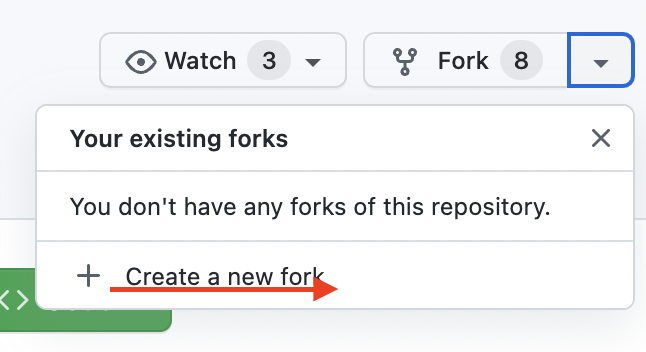 Watch 3
Fork 8
Your existing forks
You don't have any forks of this repository.
Create a new fork